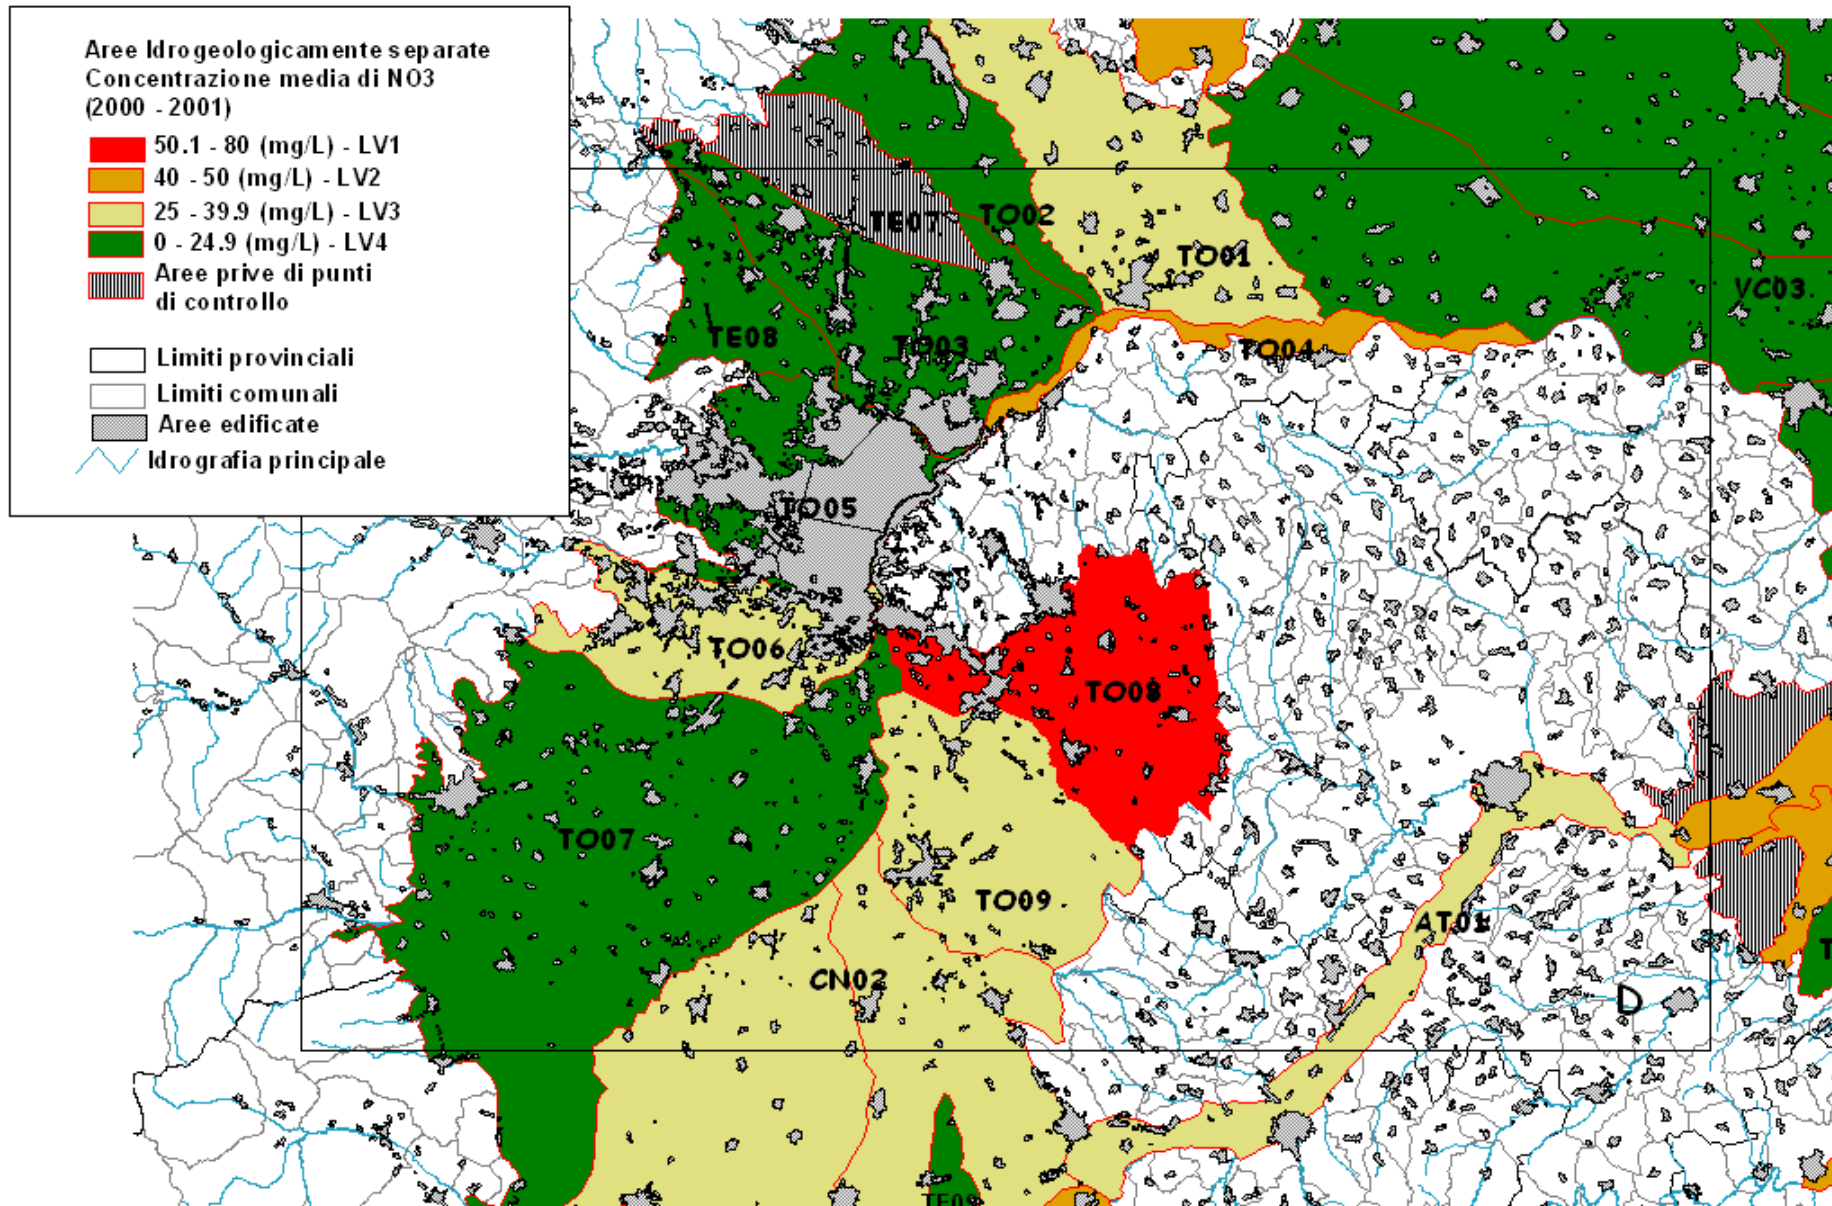 Aree Idrogeologicamente separate
Concentrazione media di NO3
(2000 - 2001)
50.1 - 80 (mg/L) - LV1
40 - 50 (mg/L) - LV2
25 - 39.9 (mg/L) - LV3
0 - 24.9 (mg/L) - LV4
Aree prive di punti
di controllo
Limiti provinciali
Limiti comunali
Aree edificate
Idrografia principale
TE07
TO02
TO01
VC03
TE08
TO03
TO04
TO05
TO06
TO08
TO07
TO09
AT01
CN02
D
T
TE09